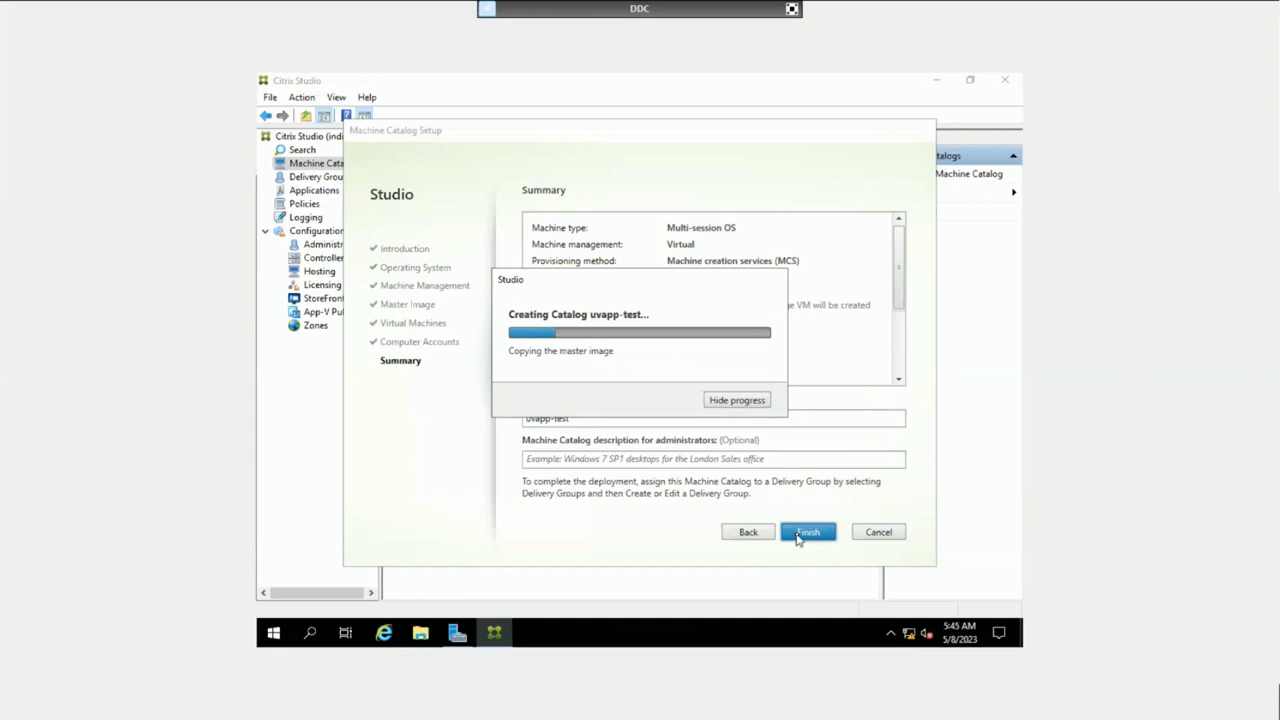 DDC
Citrix Studio
File Action View Help
Citrix Studio (indi
Search
Machine Cata
Delivery Grou
Applications
Policies
Logging
Configuration
Administr
Controller
Hosting
Licensing
StoreFront
App-V Pub
Zones
Machine Catalog Setup
Studio
Introduction
Operating System
Machine Management
Master Image
Virtual Machines
Computer Accounts
Summary
Summary
Machine type: Multi-session OS
Machine management: Virtual
Provisioning method: Machine creation services (MCS)
ge VM will be created
Studio
Creating Catalog uvapp-test...
Copying the master image
Hide progress
uvapp-test
Machine Catalog description for administrators: (Optional)
Example: Windows 7 SP1 desktops for the London Sales office
To complete the deployment, assign this Machine Catalog to a Delivery Group by selecting
Delivery Groups and then Create or Edit a Delivery Group.
Back Finish Cancel
talogs
Machine Catalog
5:45 AM
5/8/2023